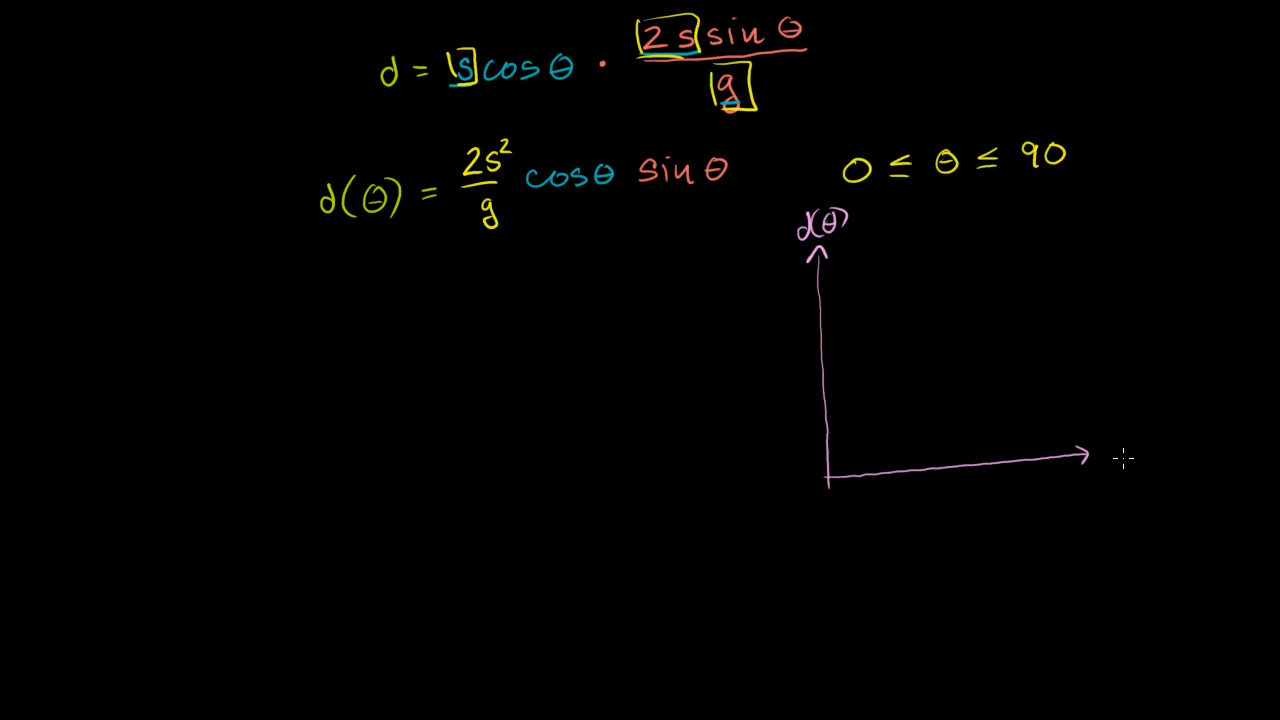 d = s cos θ · 2 s sin θ / g
d(θ) = 2s² / g cos θ sin θ
0 ≤ θ ≤ 90
d(θ)